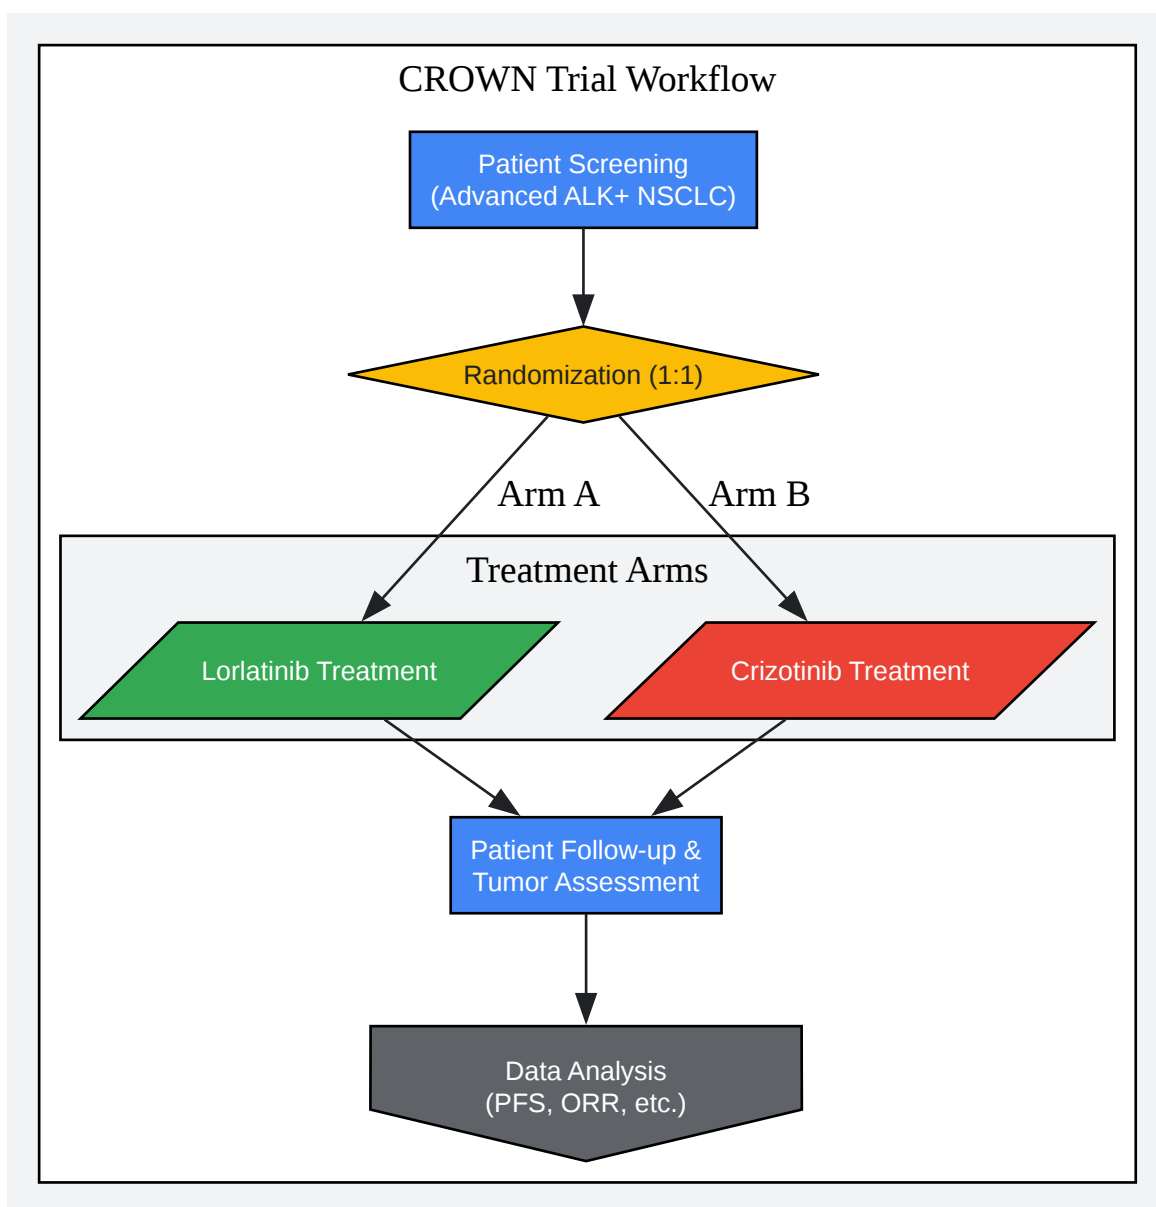 CROWN Trial Workflow
Patient Screening
(Advanced ALK+ NSCLC)
Randomization (1:1)
Arm A
Arm B
Treatment Arms
Lorlatinib Treatment
Crizotinib Treatment
Patient Follow-up &
Tumor Assessment
Data Analysis
(PFS, ORR, etc.)